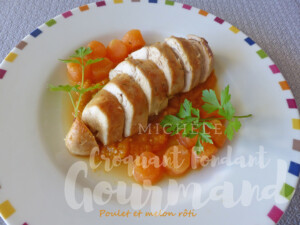 MICHÈLE
Croquant fondant
Gourmand
Poulet et melon rôti